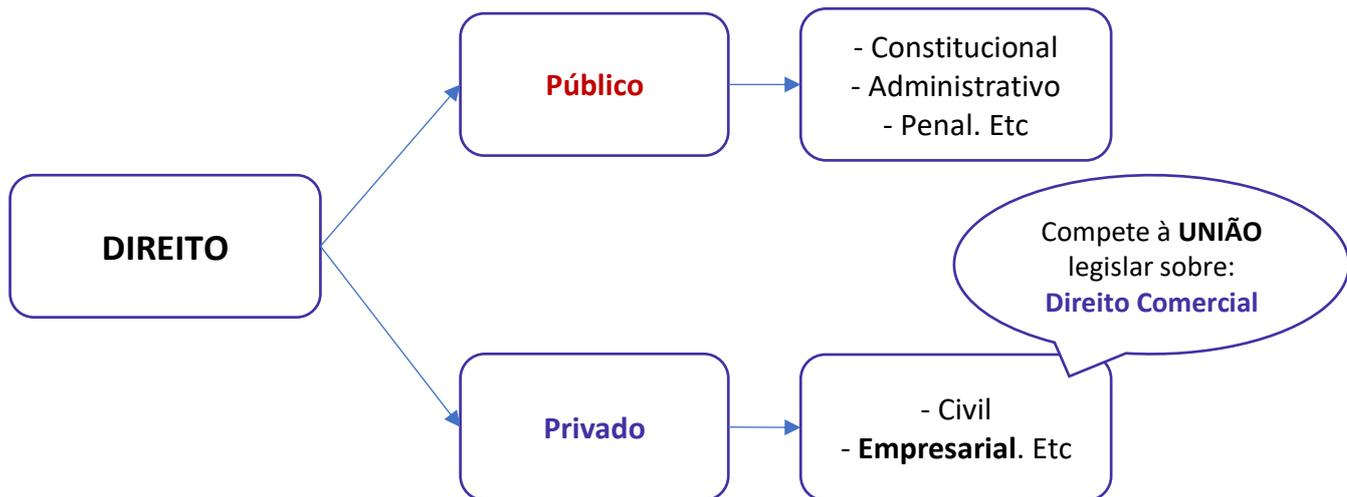 DIREITO
Público
- Constitucional
- Administrativo
- Penal. Etc
Compete à UNIÃO
legislar sobre:
Direito Comercial
Privado
- Civil
- Empresarial. Etc